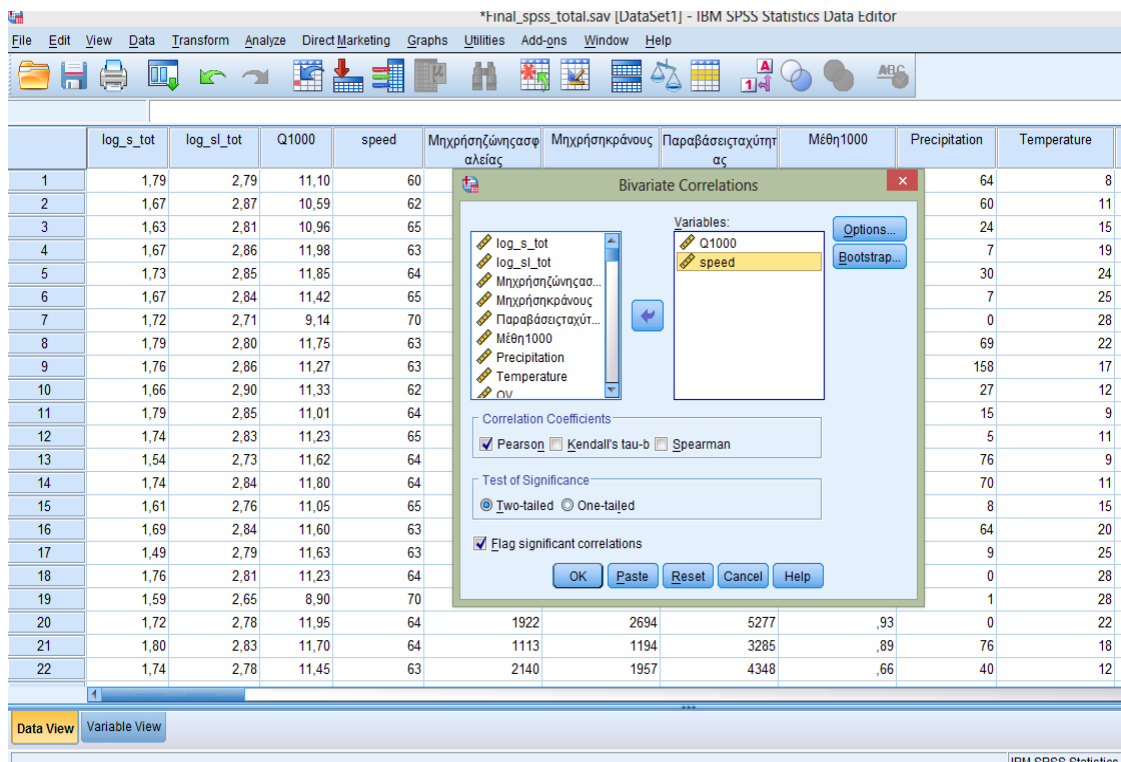 *Final_spss_total.sav [DataSet1] - IBM SPSS Statistics Data Editor
File Edit View Data Transform Analyze Direct Marketing Graphs Utilities Add-ons Window Help
log_s_tot log_sl_tot Q1000 speed Μηχρήσηζώνηςασφ Μηχρήσηκράνους Παραβάσειςταχύτητ Μέθη1000 Precipitation Temperature
αλείας ας
1 1,79 2,79 11,10 60 64 8
2 1,67 2,87 10,59 62 60 11
3 1,63 2,81 10,96 65 24 15
4 1,67 2,86 11,98 63 7 19
5 1,73 2,85 11,85 64 30 24
6 1,67 2,84 11,42 65 7 25
7 1,72 2,71 9,14 70 0 28
8 1,79 2,80 11,75 63 69 22
9 1,76 2,86 11,27 63 158 17
10 1,66 2,90 11,33 62 27 12
11 1,79 2,85 11,01 64 15 9
12 1,74 2,83 11,23 65 5 11
13 1,54 2,73 11,62 64 76 9
14 1,74 2,84 11,80 64 70 11
15 1,61 2,76 11,05 65 8 15
16 1,69 2,84 11,60 63 64 20
17 1,49 2,79 11,63 63 9 25
18 1,76 2,81 11,23 64 0 28
19 1,59 2,65 8,90 70 1 28
20 1,72 2,78 11,95 64 1922 2694 5277 ,93 0 22
21 1,80 2,83 11,70 64 1113 1194 3285 ,89 76 18
22 1,74 2,78 11,45 63 2140 1957 4348 ,66 40 12
Bivariate Correlations
Variables:
log_s_tot
log_sl_tot
Μηχρήσηζώνηςασ...
Μηχρήσηκράνους
Παραβάσειςταχύτ...
Μέθη1000
Precipitation
Temperature
Q1000
speed
Options...
Bootstrap...
Correlation Coefficients
Pearson Kendall's tau-b Spearman
Test of Significance
Two-tailed One-tailed
Flag significant correlations
OK Paste Reset Cancel Help
Data View Variable View
IBM SPSS Statistics